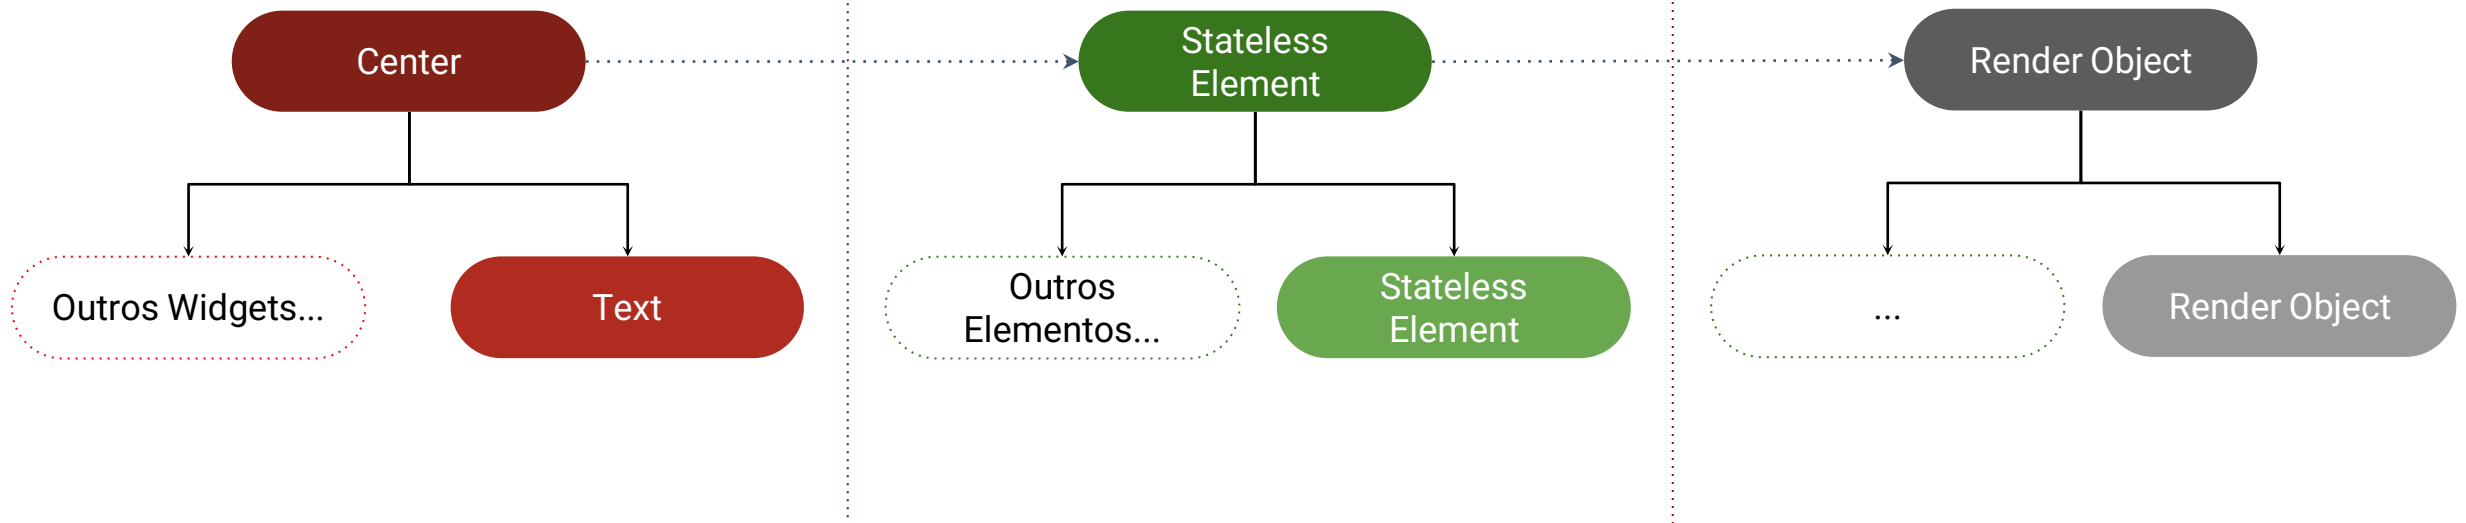 Center
Stateless
Element
Render Object
Outros Widgets...
Text
Outros
Elementos...
Stateless
Element
...
Render Object